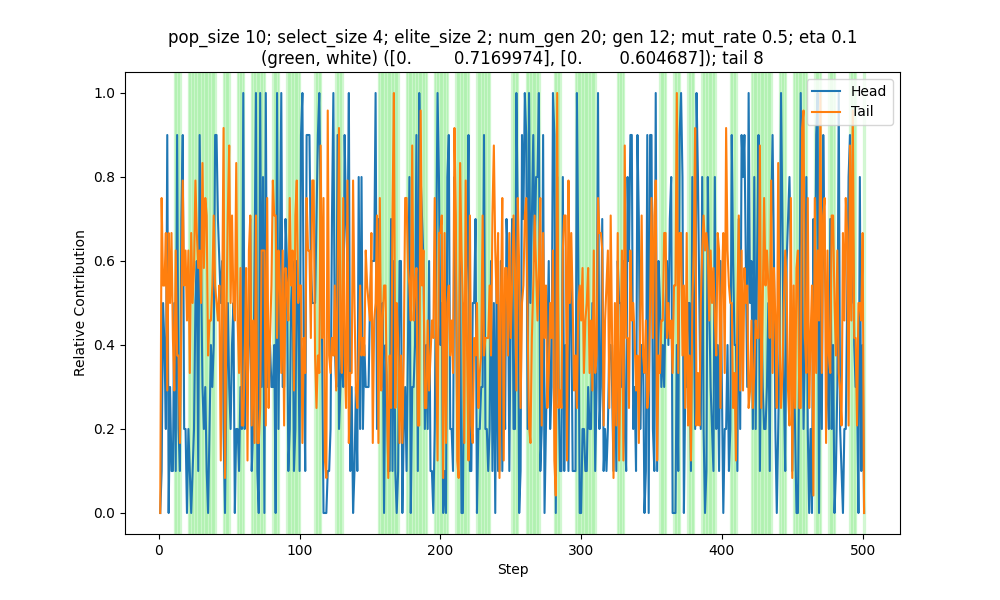 pop_size 10; select_size 4; elite_size 2; num_gen 20; gen 12; mut_rate 0.5; eta 0.1
(green, white) ([0.         0.7169974], [0.        0.604687]); tail 8
Head
Tail
Relative Contribution
1.0
0.8
0.6
0.4
0.2
0.0
0
100
200
300
400
500
Step